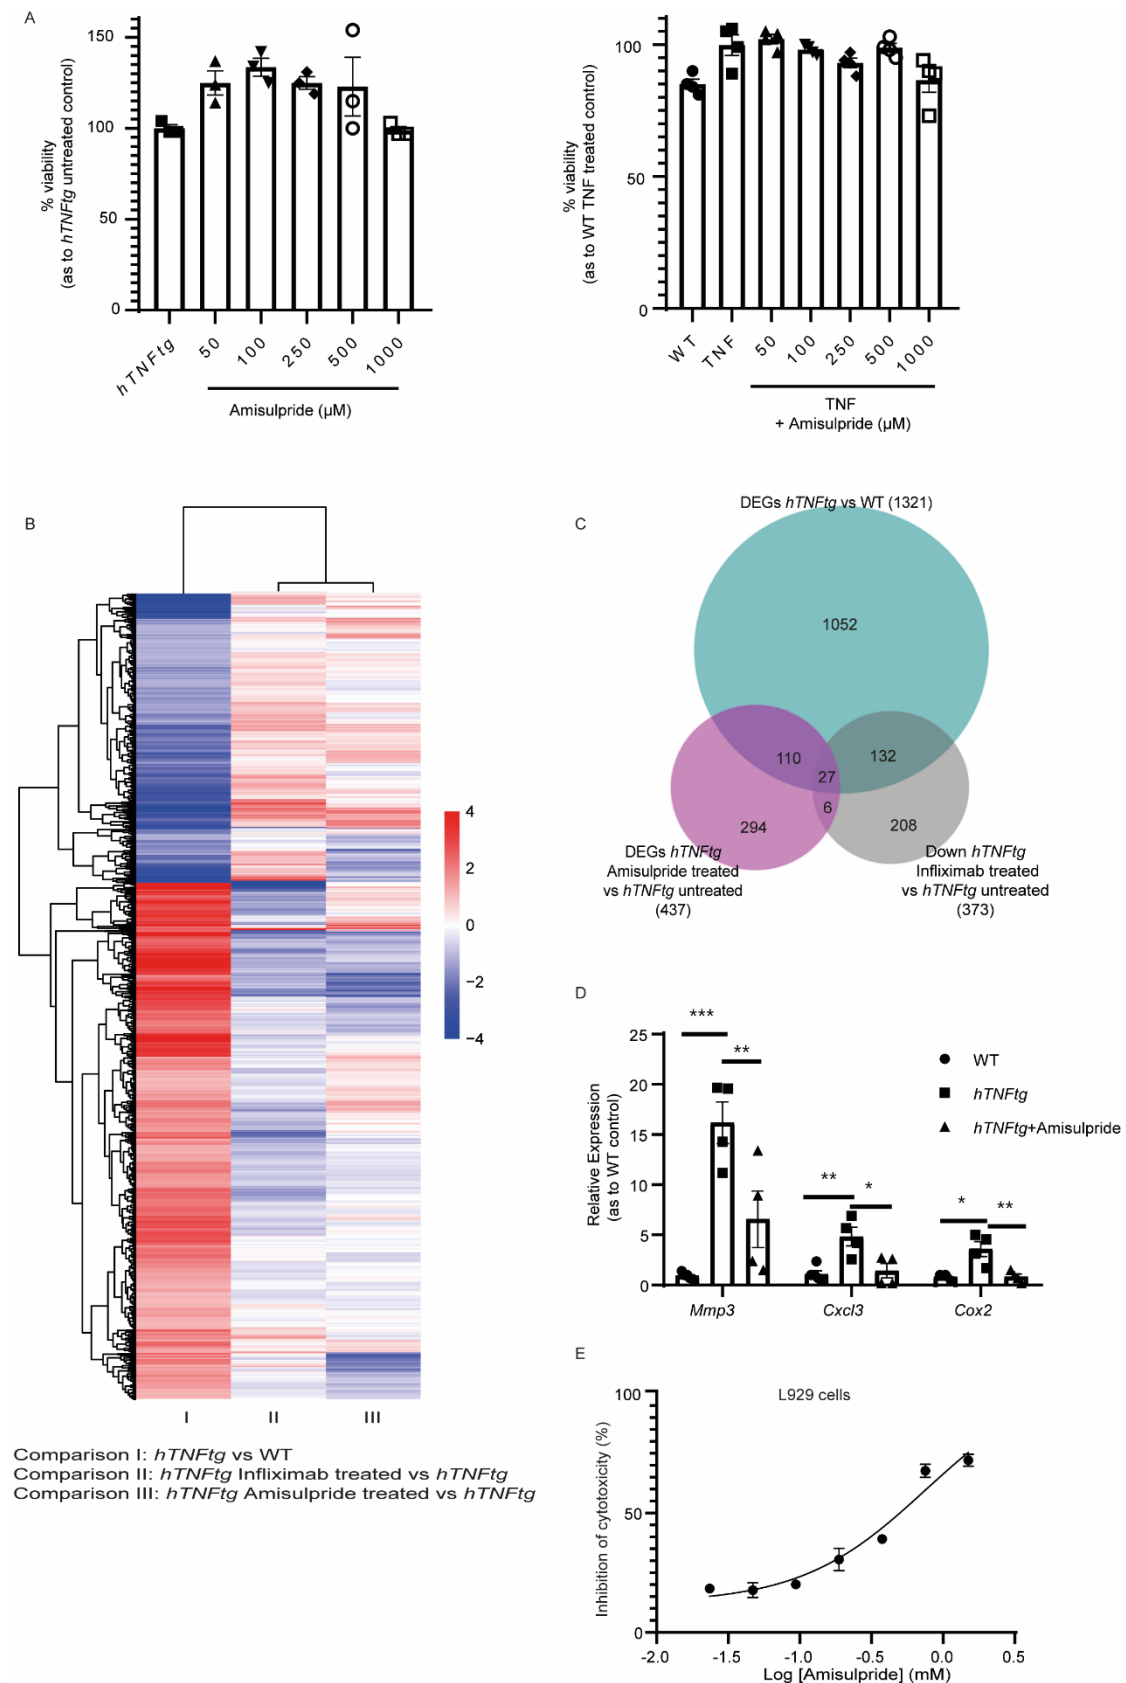 A
% viability
(as to hTNFtg untreated control)
150
100
50
0
hTNFtg
50
100
250
500
1000
Amisulpride (µM)
% viability
(as to WT TNF treated control)
100
50
0
WT
TNF
50
100
250
500
1000
TNF
+ Amisulpride (µM)
B
4
2
0
−2
−4
I
II
III
Comparison I: hTNFtg vs WT
Comparison II: hTNFtg Infliximab treated vs hTNFtg
Comparison III: hTNFtg Amisulpride treated vs hTNFtg
C
DEGs hTNFtg vs WT (1321)
1052
110
132
27
6
294
208
DEGs hTNFtg
Amisulpride treated
vs hTNFtg untreated
(437)
Down hTNFtg
Infliximab treated
vs hTNFtg untreated
(373)
D
Relative Expression
(as to WT control)
25
20
15
10
5
0
***
**
**
*
*
**
WT
hTNFtg
hTNFtg+Amisulpride
Mmp3
Cxcl3
Cox2
E
L929 cells
Inhibition of cytotoxicity (%)
100
50
0
-2.0
-1.5
-1.0
-0.5
0.0
0.5
Log [Amisulpride] (mM)